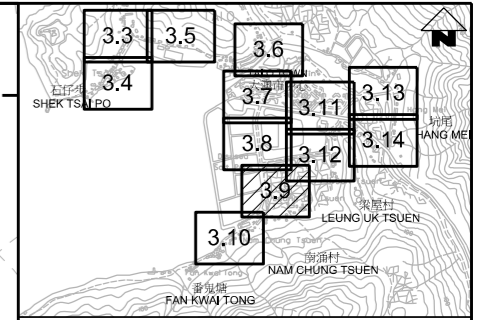 N
3.3
3.5
3.6
3.4
石仔埗
SHEK TSAI PO
3.7
3.11
3.13
坑尾
HANG MEI
3.8
3.12
3.14
3.9
梁屋村
LEUNG UK TSUEN
3.10
南涌村
NAM CHUNG TSUEN
番鬼塘
FAN KWAI TONG